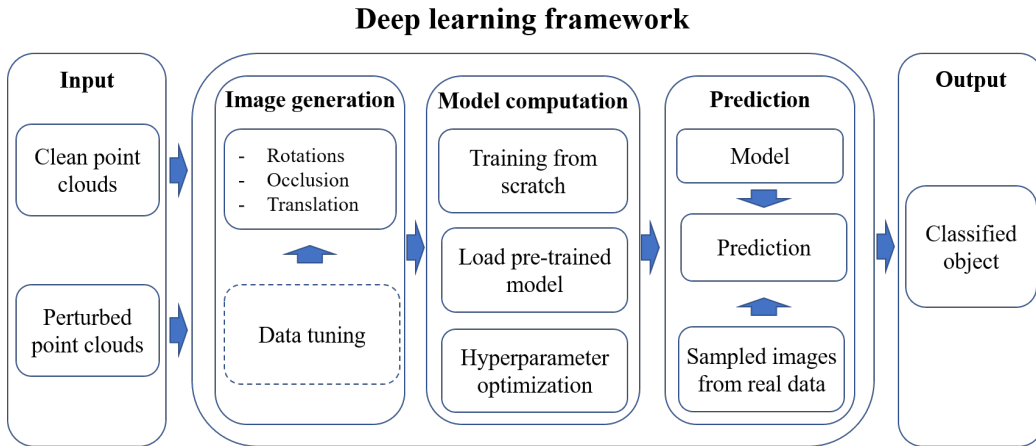 Deep learning framework
Input
Clean point
clouds
Perturbed
point clouds
Image generation
- Rotations
- Occlusion
- Translation
Data tuning
Model computation
Training from
scratch
Load pre-trained
model
Hyperparameter
optimization
Prediction
Model
Prediction
Sampled images
from real data
Output
Classified
object